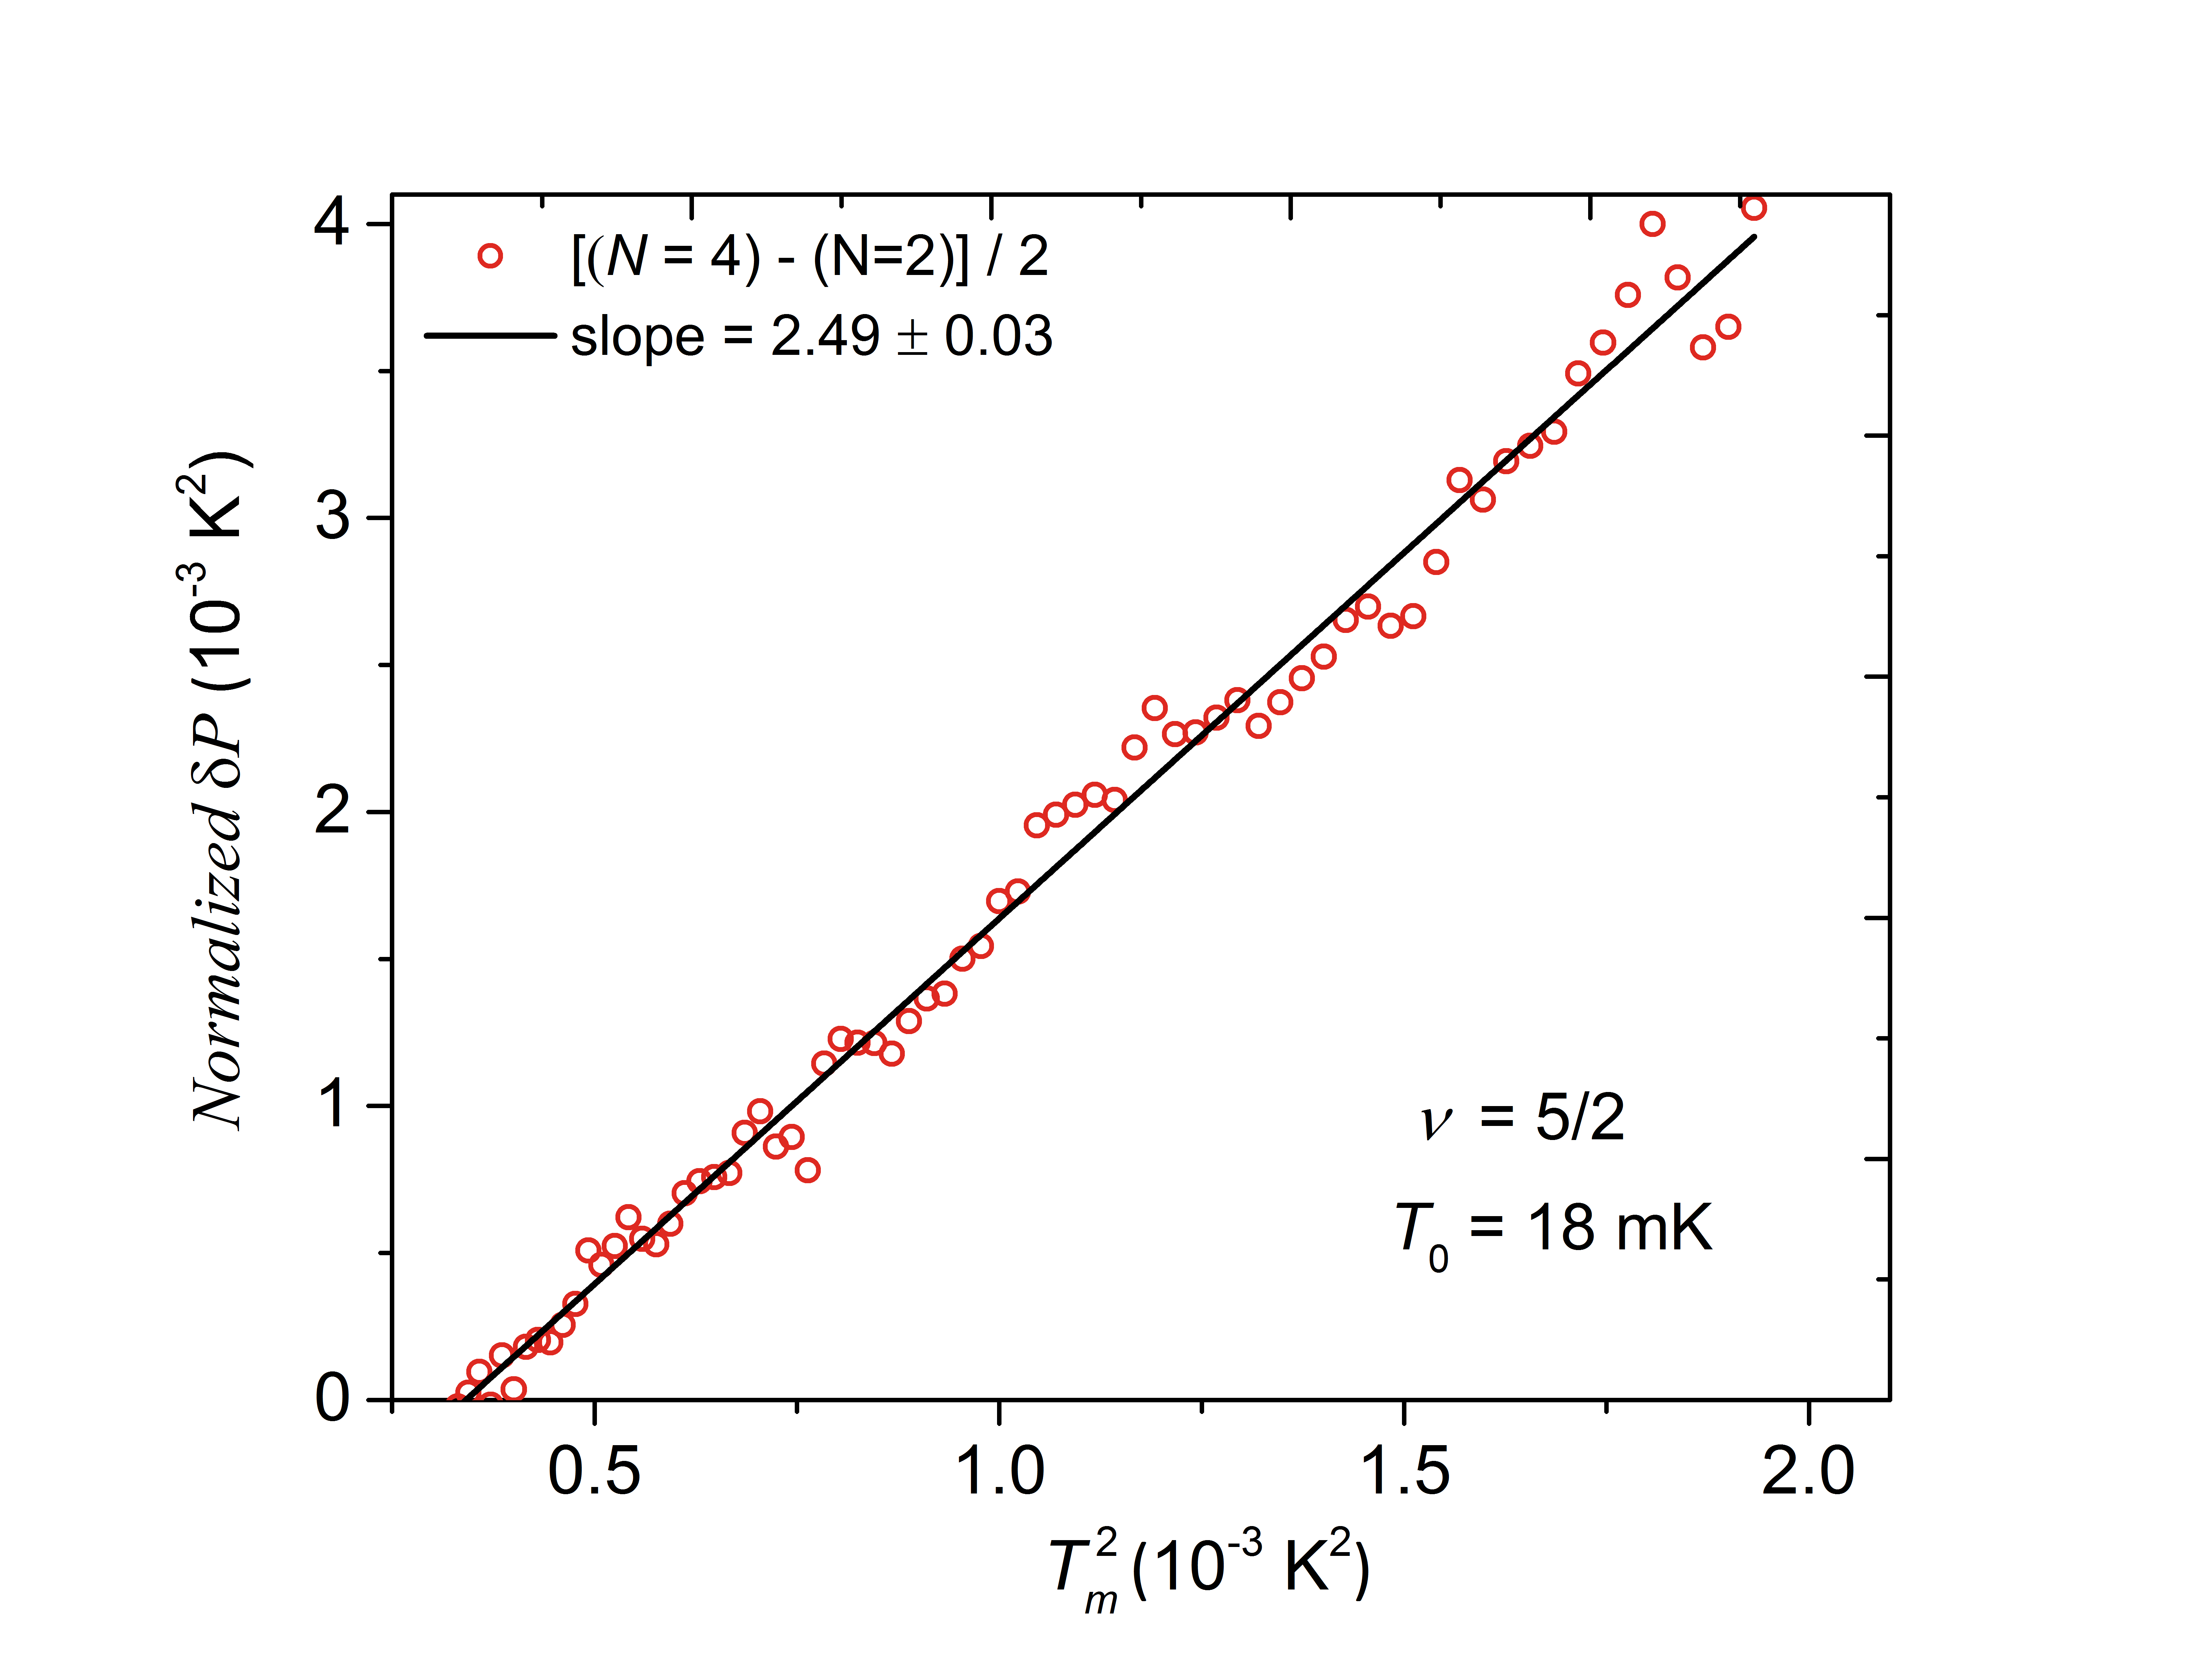 [(N = 4) - (N=2)] / 2
slope = 2.49 ± 0.03
Normalized δP (10⁻³ K²)
4
3
2
1
0
ν = 5/2
T₀ = 18 mK
0.5 1.0 1.5 2.0
Tₘ² (10⁻³ K²)